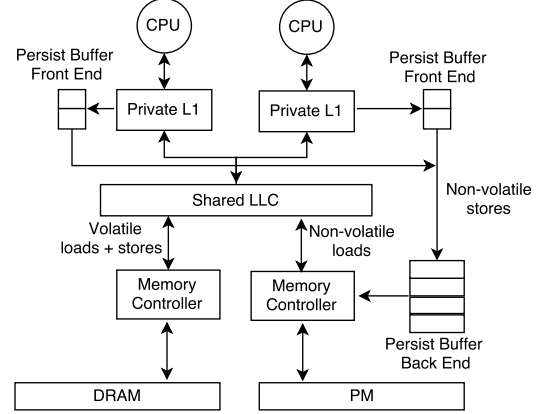 CPU
CPU
Persist Buffer
Front End
Persist Buffer
Front End
Private L1
Private L1
Non-volatile
stores
Shared LLC
Volatile
loads + stores
Non-volatile
loads
Memory
Controller
Memory
Controller
Persist Buffer
Back End
DRAM
PM